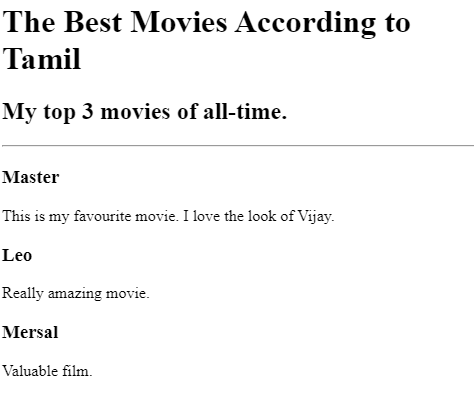 The Best Movies According to
Tamil
My top 3 movies of all-time.
Master
This is my favourite movie. I love the look of Vijay.
Leo
Really amazing movie.
Mersal
Valuable film.